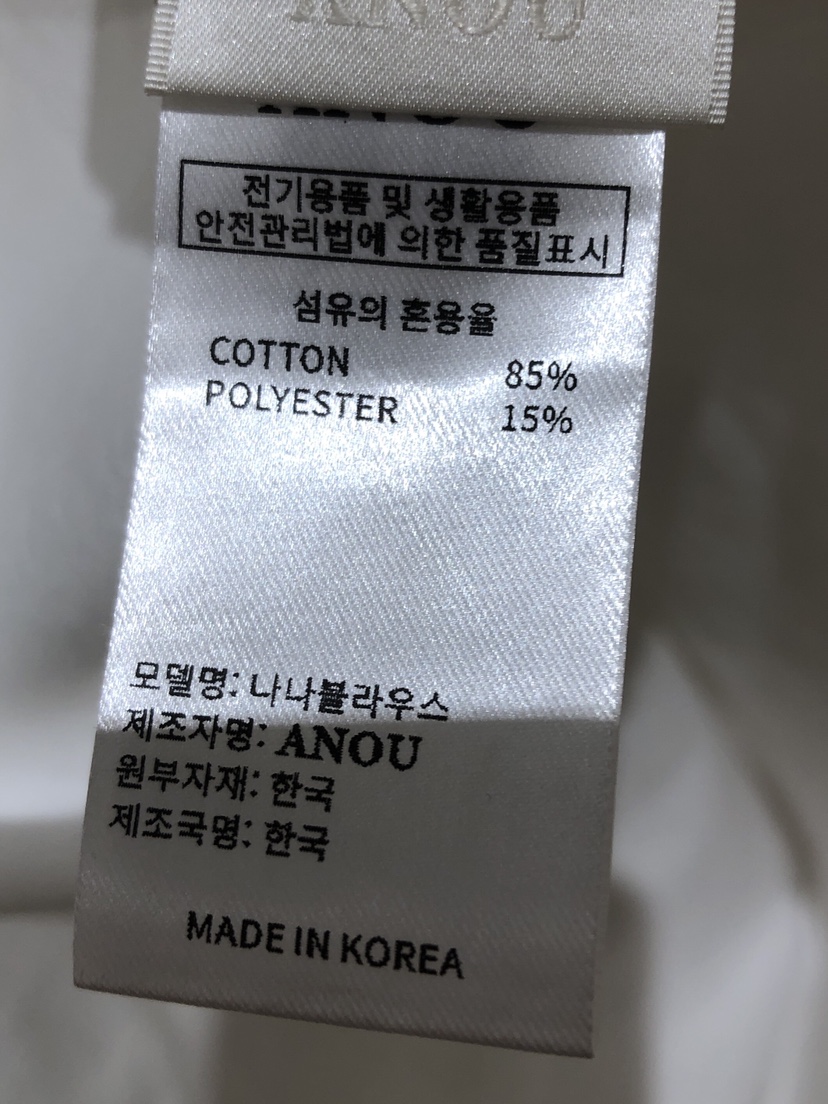 ANOU
ANOU
전기용품 및 생활용품
안전관리법에 의한 품질표시
섬유의 혼용율
COTTON 85%
POLYESTER 15%
모델명: 나나블라우스
제조자명: ANOU
원부자재: 한국
제조국명: 한국
MADE IN KOREA